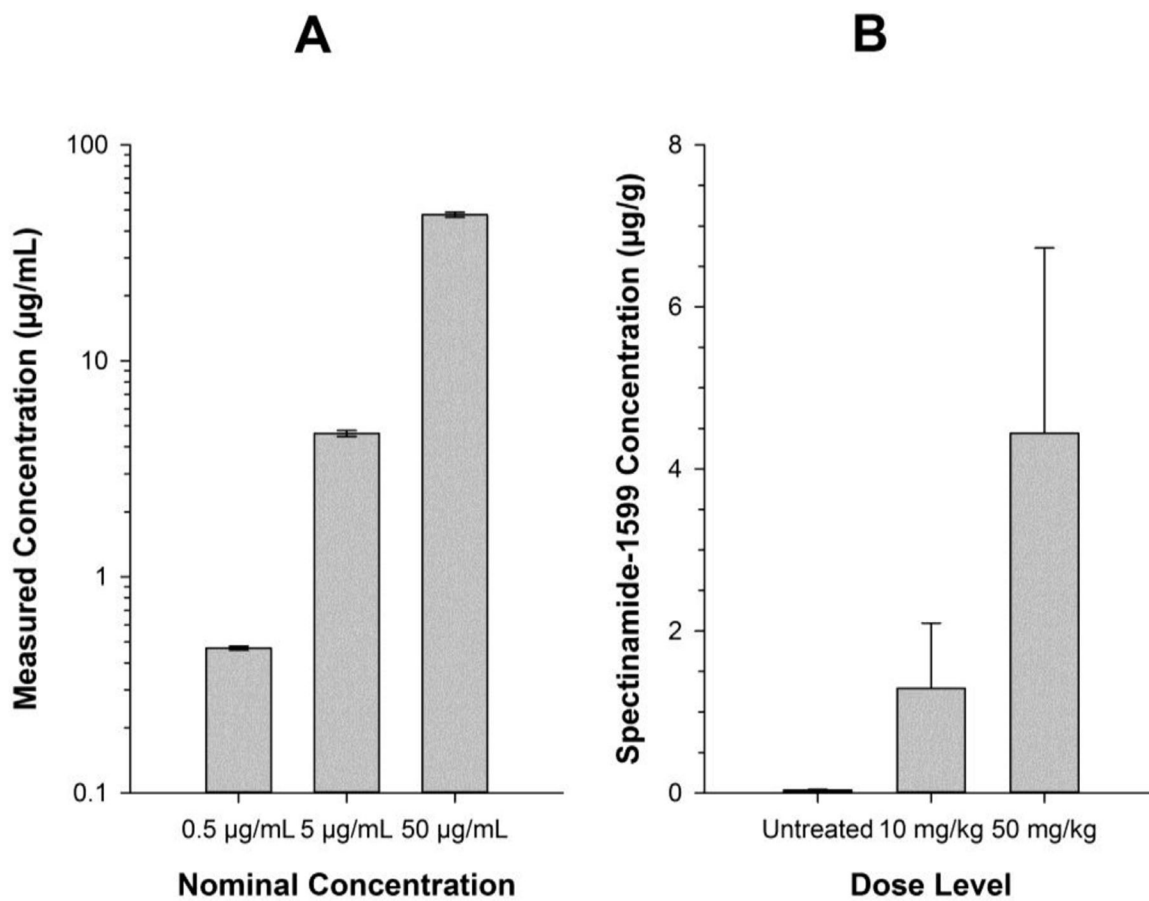 A
B
Measured Concentration (µg/mL)
100
10
1
0.1
0.5 µg/mL 5 µg/mL 50 µg/mL
Nominal Concentration
Spectinamide-1599 Concentration (µg/g)
8
6
4
2
0
Untreated 10 mg/kg 50 mg/kg
Dose Level